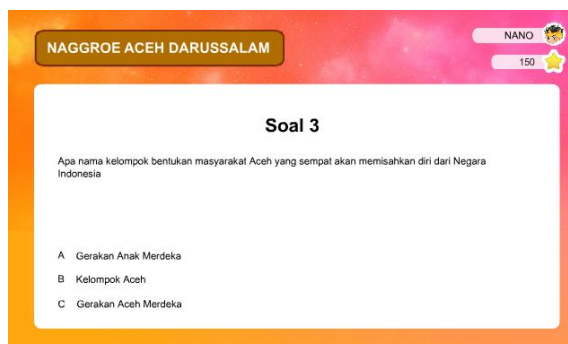 NAGGROE ACEH DARUSSALAM
NANO
150
Soal 3
Apa nama kelompok bentukan masyarakat Aceh yang sempat akan memisahkan diri dari Negara
Indonesia
A Gerakan Anak Merdeka
B Kelompok Aceh
C Gerakan Aceh Merdeka